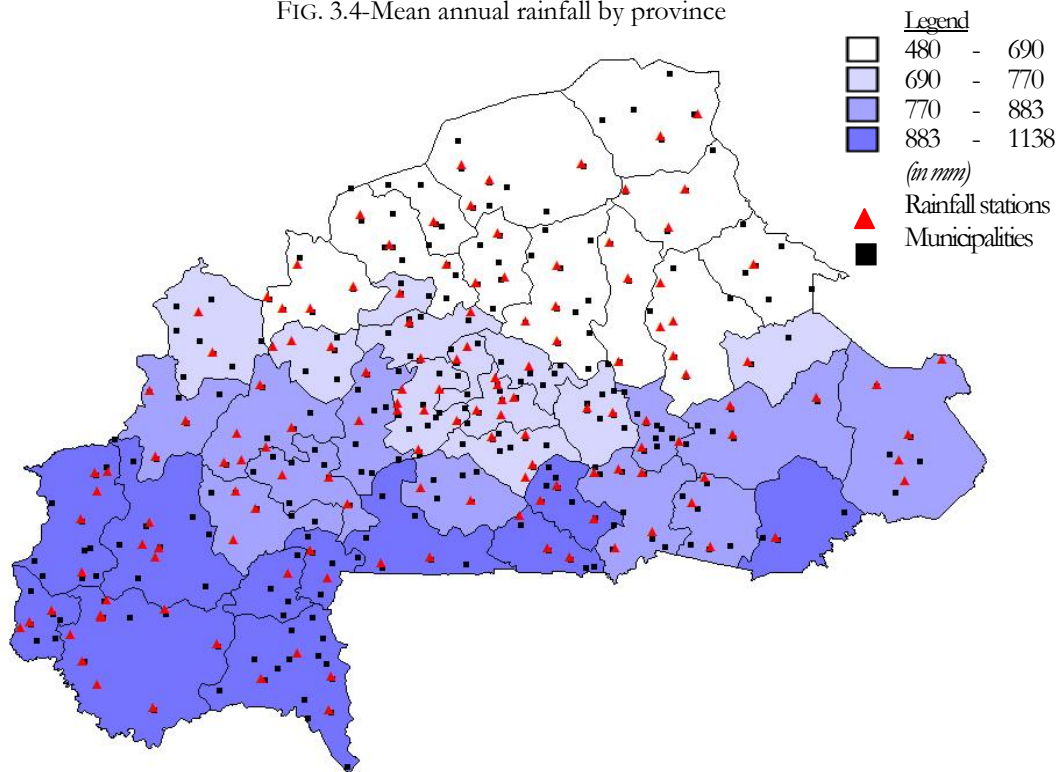 FIG. 3.4-Mean annual rainfall by province
Legend
480 - 690
690 - 770
770 - 883
883 - 1138
(in mm)
Rainfall stations
Municipalities